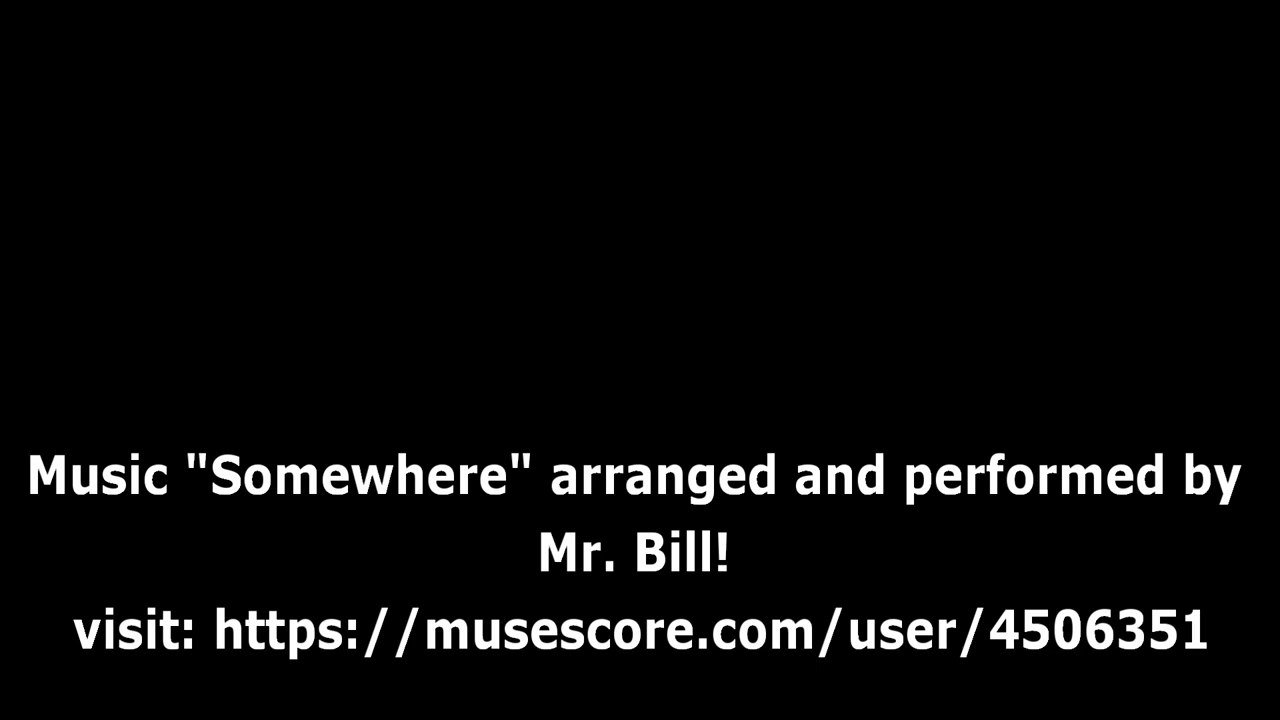 Music "Somewhere" arranged and performed by
Mr. Bill!
visit: https://musescore.com/user/4506351